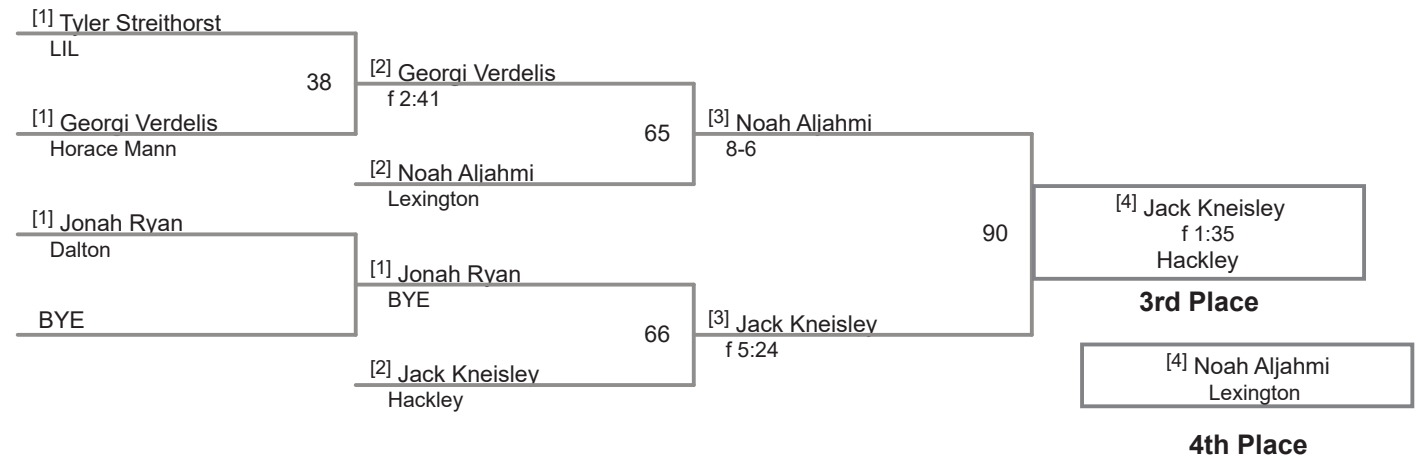 [1] Tyler Streithorst
LIL
38
[1] Georgi Verdelis
Horace Mann
[2] Georgi Verdelis
f 2:41
65
[2] Noah Aljahmi
Lexington
[3] Noah Aljahmi
8-6
[1] Jonah Ryan
Dalton
BYE
[1] Jonah Ryan
BYE
66
[2] Jack Kneisley
Hackley
[3] Jack Kneisley
f 5:24
90
[4] Jack Kneisley
f 1:35
Hackley
3rd Place
[4] Noah Aljahmi
Lexington
4th Place